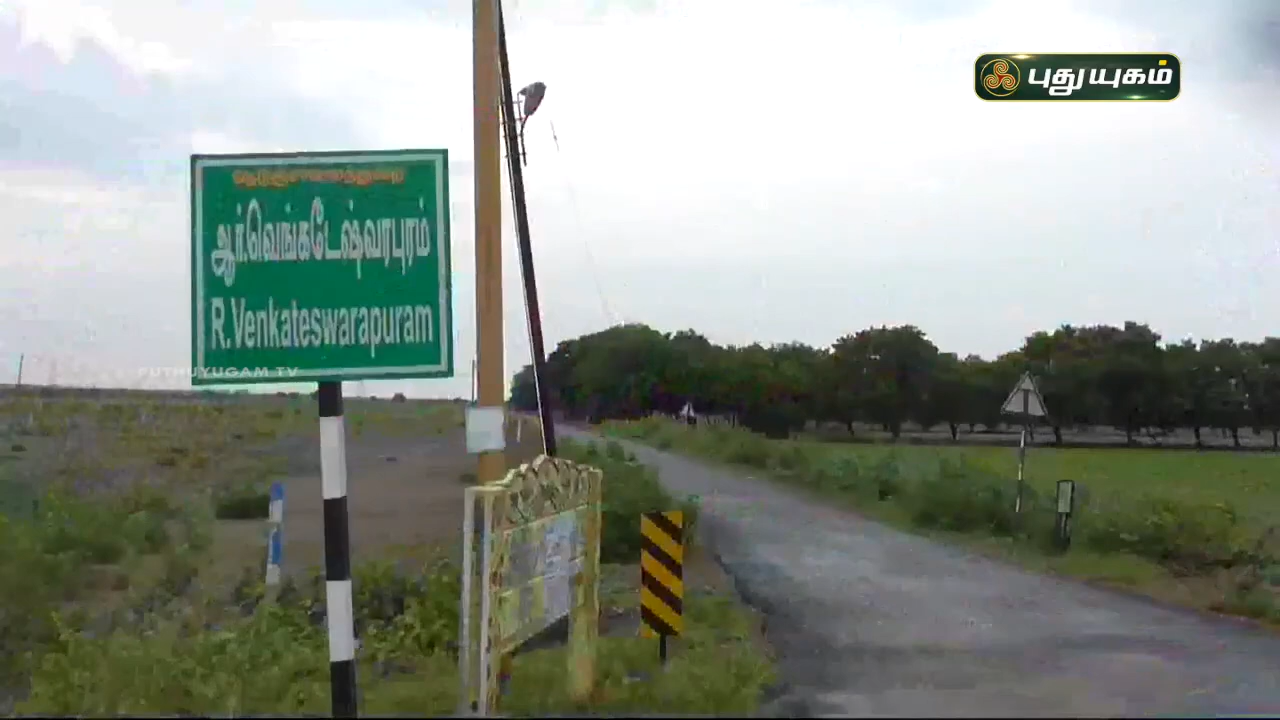 புதுயுகம்
நெடுஞ்சாலைத்துறை
ஆர்.வெங்கடேஷ்வரபுரம்
R.Venkateswarapuram
PUTHUYUGAM TV